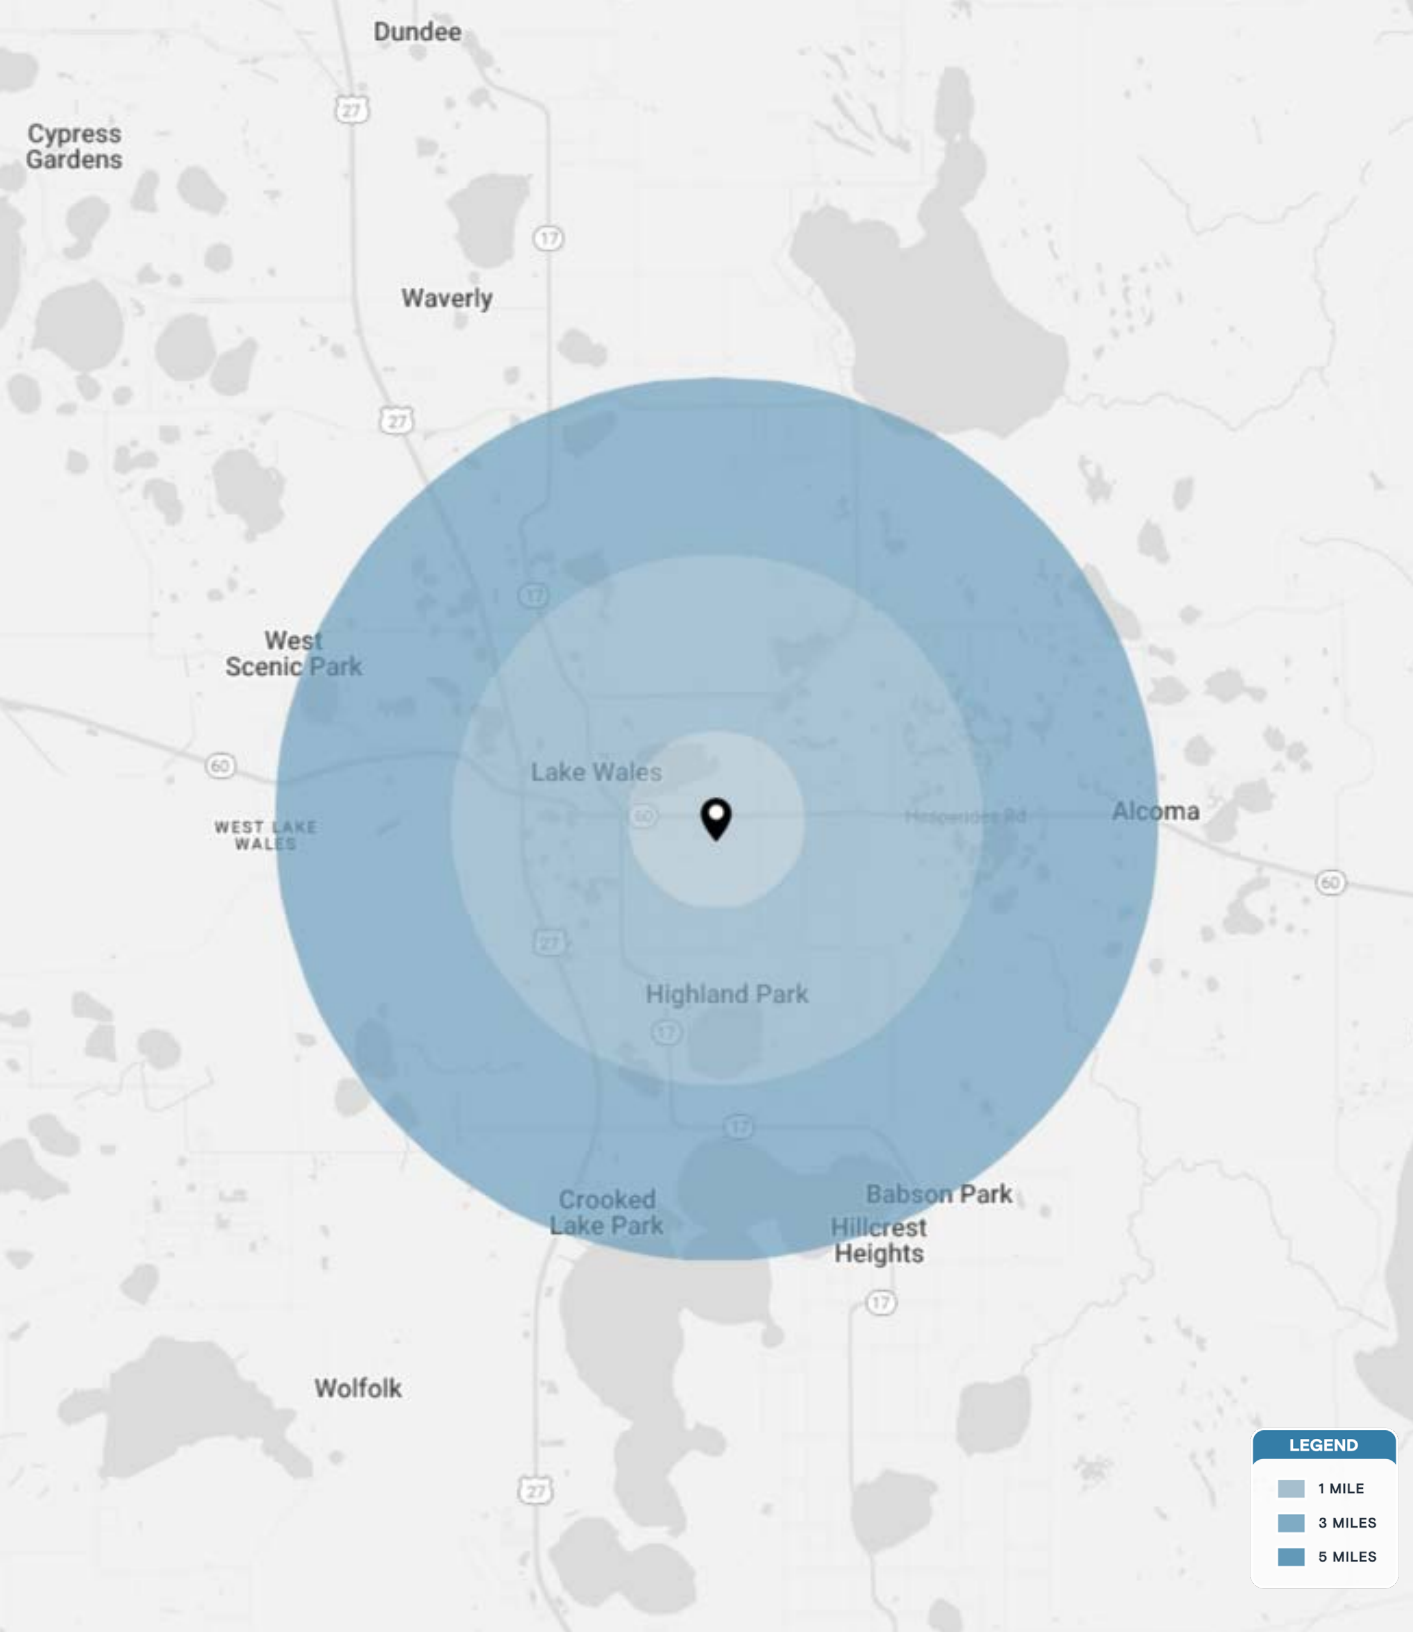 Dundee
27
Cypress
Gardens
17
Waverly
27
17
West
Scenic Park
60
Lake Wales
60
Hesperides Rd
Alcoma
WEST LAKE
WALES
60
27
Highland Park
17
17
Crooked
Lake Park
Babson Park
Hillcrest
Heights
17
Wolfolk
27
LEGEND
1 MILE
3 MILES
5 MILES